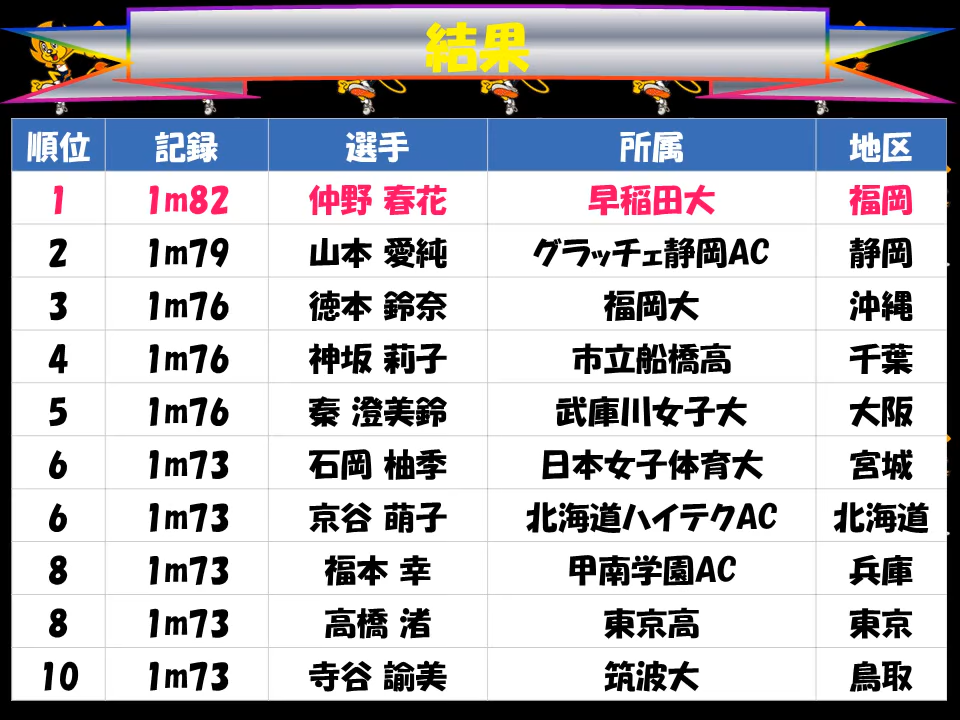 結果
順位 記録 選手 所属 地区
1 1m82 仲野 春花 早稲田大 福岡
2 1m79 山本 愛純 グラッチェ静岡AC 静岡
3 1m76 徳本 鈴奈 福岡大 沖縄
4 1m76 神坂 莉子 市立船橋高 千葉
5 1m76 秦 澄美鈴 武庫川女子大 大阪
6 1m73 石岡 柚季 日本女子体育大 宮城
6 1m73 京谷 萌子 北海道ハイテクAC 北海道
8 1m73 福本 幸 甲南学園AC 兵庫
8 1m73 高橋 渚 東京高 東京
10 1m73 寺谷 諭美 筑波大 鳥取